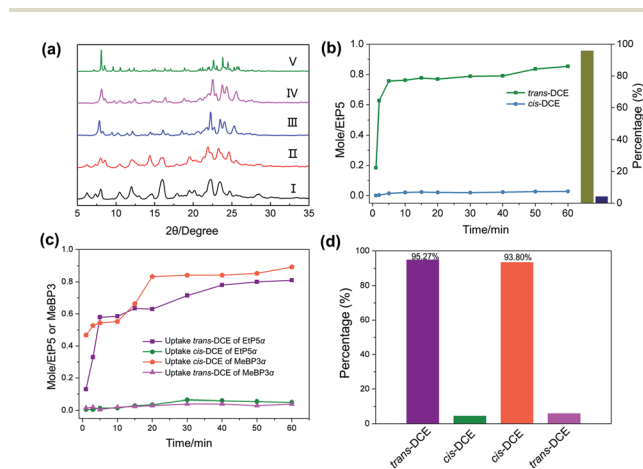 (a)
V
IV
III
II
I
5 10 15 20 25 30 35
2θ/Degree
(b)
trans-DCE
cis-DCE
1.0
0.8
0.6
0.4
0.2
0.0
Mole/EtP5
0 10 20 30 40 50 60
Time/min
100
80
60
40
20
0
Percentage (%)
(c)
1.0
0.8
0.6
0.4
0.2
0.0
Mole/EtP5 or MeBP3
Uptake trans-DCE of EtP5α
Uptake cis-DCE of EtP5α
Uptake cis-DCE of MeBP3α
Uptake trans-DCE of MeBP3α
0 10 20 30 40 50 60
Time/min
(d)
100
80
60
40
20
0
Percentage (%)
95.27%
93.80%
trans-DCE
cis-DCE
cis-DCE
trans-DCE